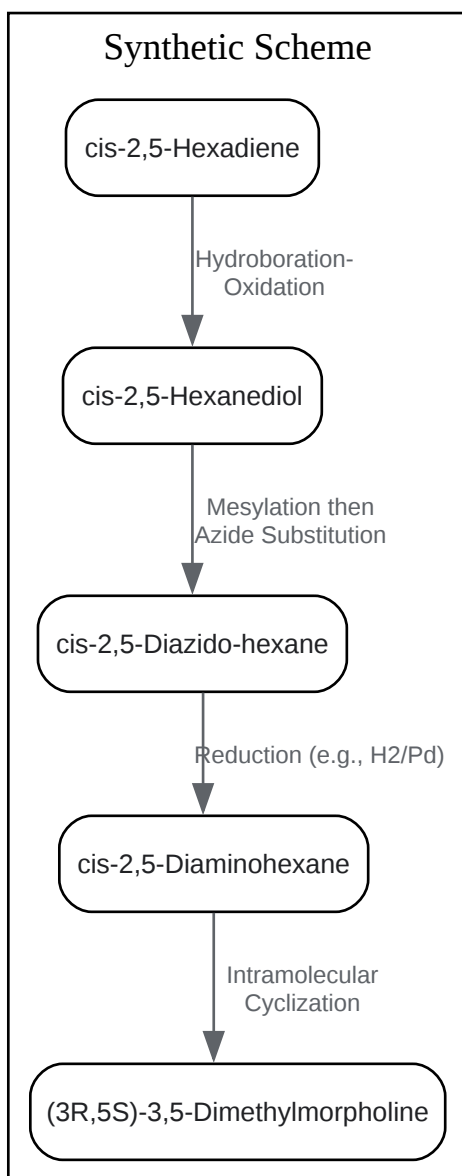 Synthetic Scheme
cis-2,5-Hexadiene
Hydroboration-
Oxidation
cis-2,5-Hexanediol
Mesylation then
Azide Substitution
cis-2,5-Diazido-hexane
Reduction (e.g., H2/Pd)
cis-2,5-Diaminohexane
Intramolecular
Cyclization
(3R,5S)-3,5-Dimethylmorpholine